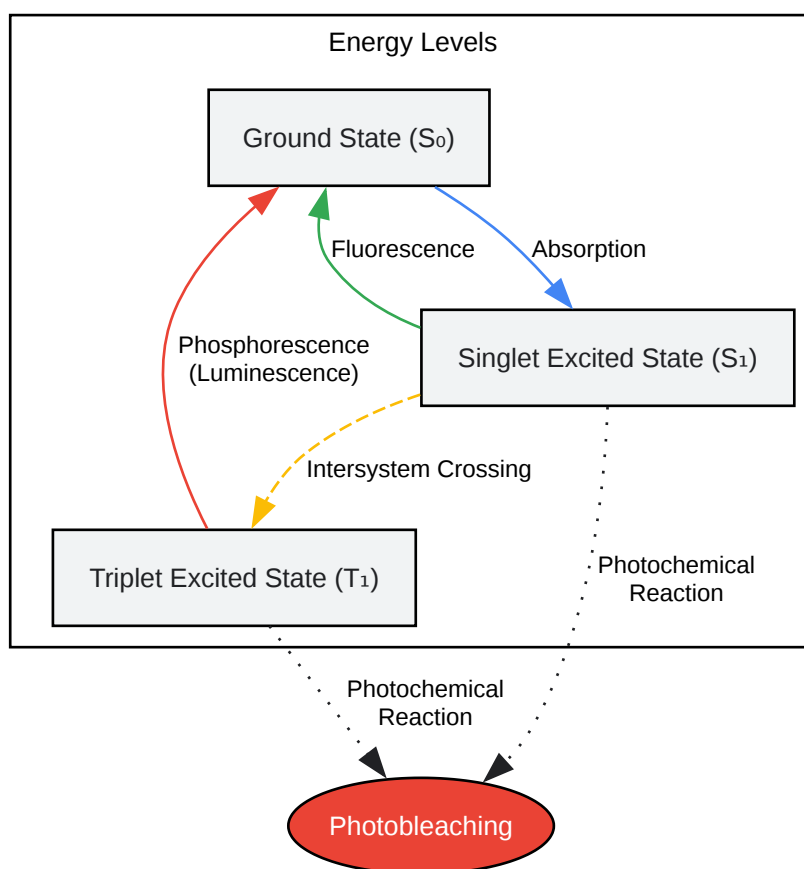 Energy Levels
Ground State (S₀)
Fluorescence
Absorption
Phosphorescence
(Luminescence)
Singlet Excited State (S₁)
Intersystem Crossing
Triplet Excited State (T₁)
Photochemical
Reaction
Photochemical
Reaction
Photobleaching